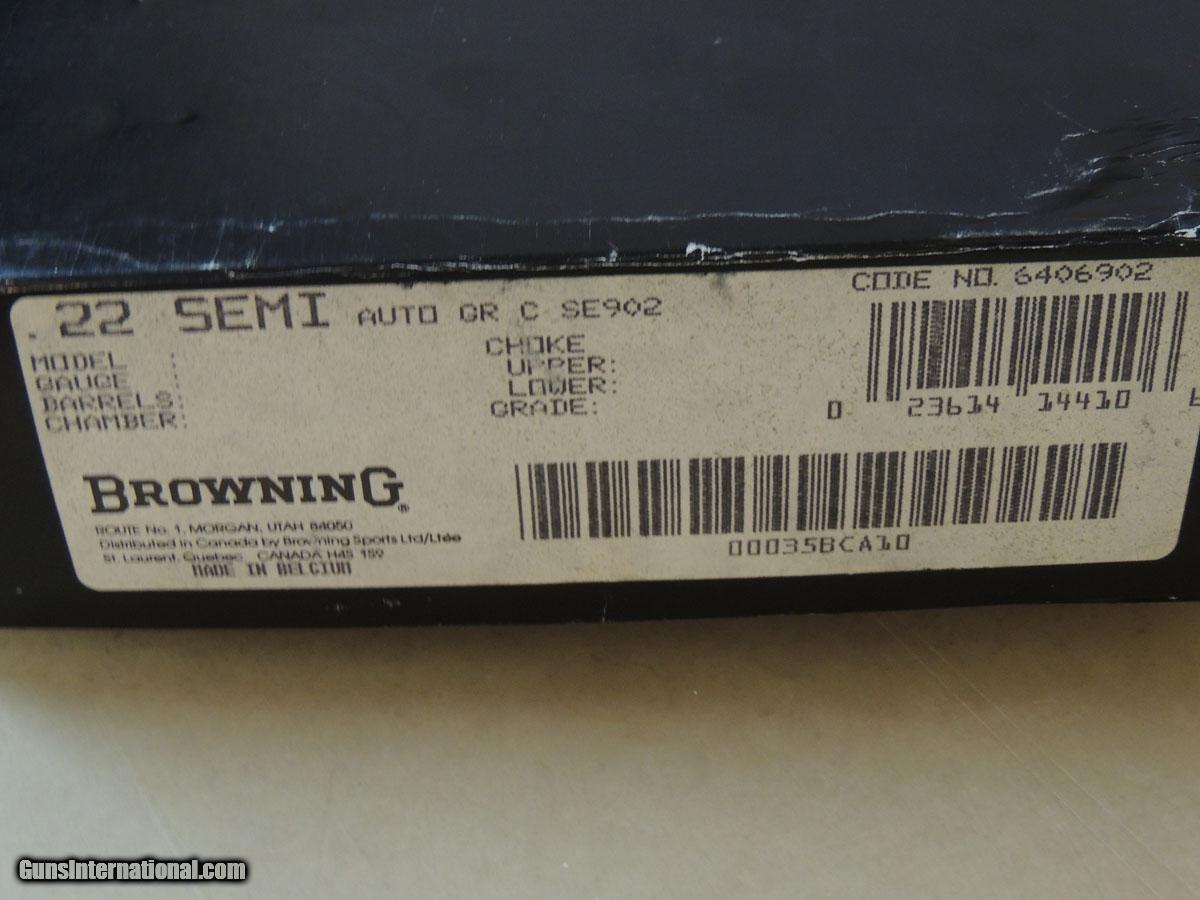 .22 SEMI AUTO GR C SE902
CODE NO. 6406902
MODEL :
GAUGE :
BARRELS:
CHAMBER:
CHOKE
UPPER:
LOWER:
GRADE:
0 23614 14410
BROWNING®
ROUTE No. 1, MORGAN, UTAH 84050
Distributed in Canada by Browning Sports Ltd/Ltée
St. Laurent, Quebec CANADA H4S 1S9
MADE IN BELGIUM
00035BCA10
GunsInternational.com